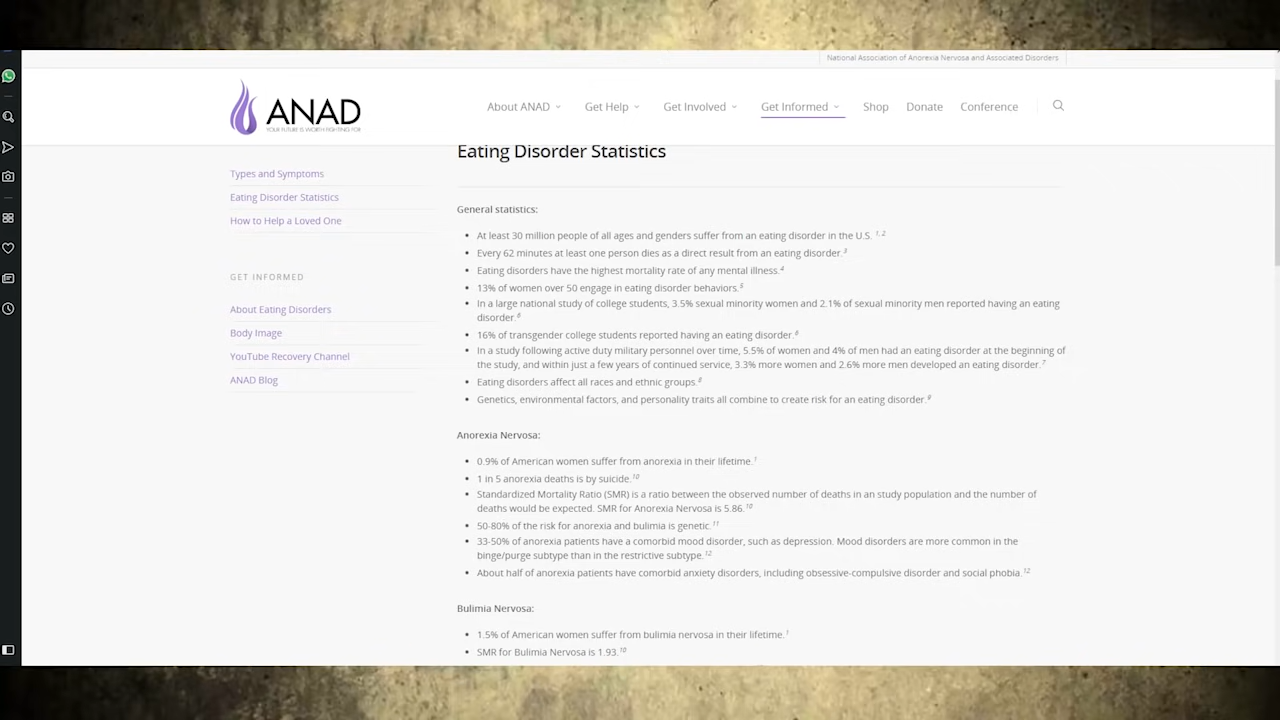 National Association of Anorexia Nervosa and Associated Disorders
ANAD
YOUR FUTURE IS WORTH FIGHTING FOR
About ANAD
Get Help
Get Involved
Get Informed
Shop
Donate
Conference
Types and Symptoms
Eating Disorder Statistics
How to Help a Loved One
GET INFORMED
About Eating Disorders
Body Image
YouTube Recovery Channel
ANAD Blog
Eating Disorder Statistics
General statistics:
• At least 30 million people of all ages and genders suffer from an eating disorder in the U.S. 1, 2
• Every 62 minutes at least one person dies as a direct result from an eating disorder.3
• Eating disorders have the highest mortality rate of any mental illness.4
• 13% of women over 50 engage in eating disorder behaviors.5
• In a large national study of college students, 3.5% sexual minority women and 2.1% of sexual minority men reported having an eating
disorder.6
• 16% of transgender college students reported having an eating disorder.6
• In a study following active duty military personnel over time, 5.5% of women and 4% of men had an eating disorder at the beginning of
the study, and within just a few years of continued service, 3.3% more women and 2.6% more men developed an eating disorder.7
• Eating disorders affect all races and ethnic groups.8
• Genetics, environmental factors, and personality traits all combine to create risk for an eating disorder.
Anorexia Nervosa:
• 0.9% of American women suffer from anorexia in their lifetime.1
• 1 in 5 anorexia deaths is by suicide.10
• Standardized Mortality Ratio (SMR) is a ratio between the observed number of deaths in an study population and the number of
deaths would be expected. SMR for Anorexia Nervosa is 5.86.10
• 50-80% of the risk for anorexia and bulimia is genetic.11
• 33-50% of anorexia patients have a comorbid mood disorder, such as depression. Mood disorders are more common in the
binge/purge subtype than in the restrictive subtype.12
• About half of anorexia patients have comorbid anxiety disorders, including obsessive-compulsive disorder and social phobia.12
Bulimia Nervosa:
• 1.5% of American women suffer from bulimia nervosa in their lifetime.1
• SMR for Bulimia Nervosa is 1.93.10